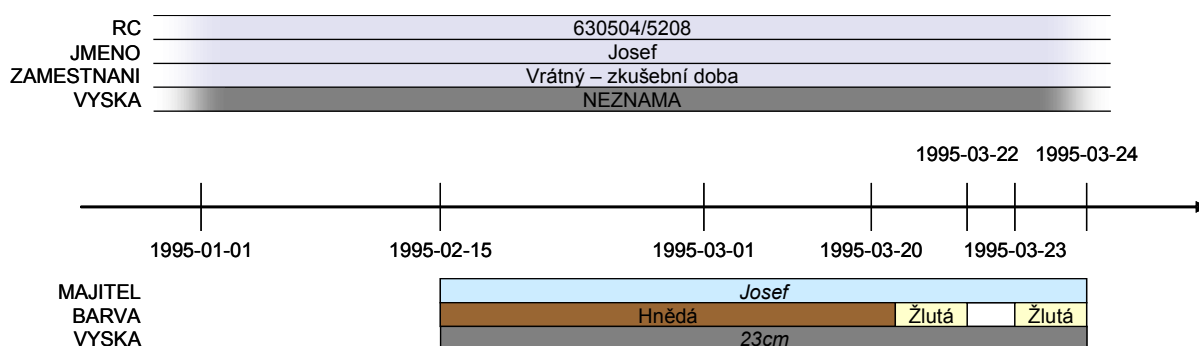 RC 630504/5208
JMENO Josef
ZAMESTNANI Vrátný – zkušební doba
VYSKA NEZNAMA
1995-03-22 1995-03-24
1995-01-01 1995-02-15 1995-03-01 1995-03-20 1995-03-23
MAJITEL Josef
BARVA Hnědá Žlutá Žlutá
VYSKA 23cm